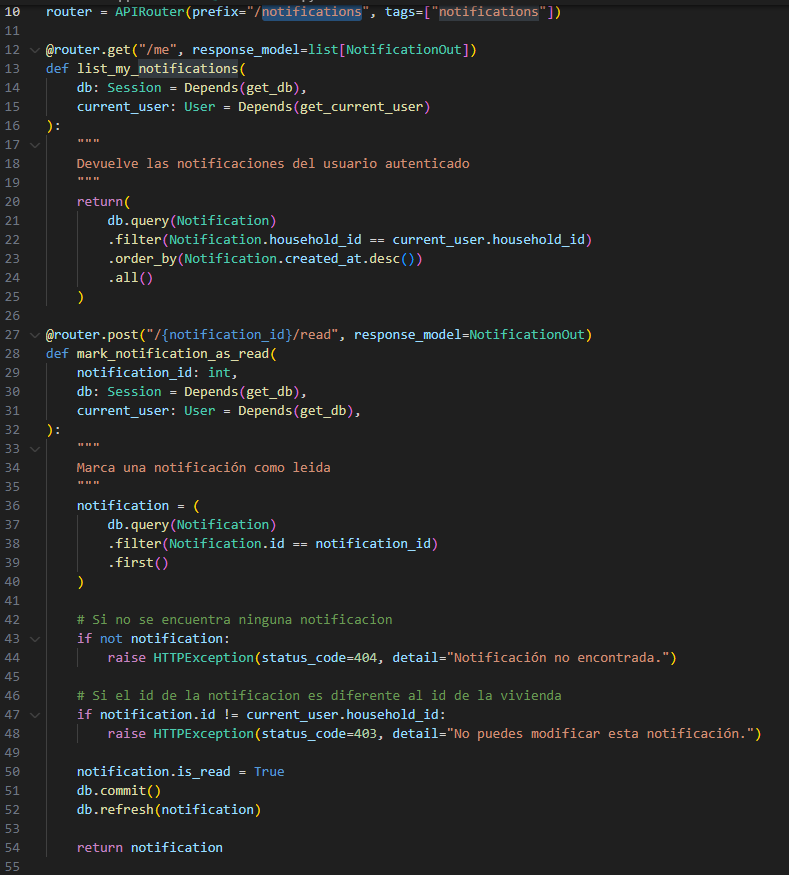 10 router = APIRouter(prefix="/notifications", tags=["notifications"])
11
12 @router.get("/me", response_model=list[NotificationOut])
13 def list_my_notifications(
14     db: Session = Depends(get_db),
15     current_user: User = Depends(get_current_user)
16 ):
17     """
18     Devuelve las notificaciones del usuario autenticado
19     """
20     return(
21         db.query(Notification)
22         .filter(Notification.household_id == current_user.household_id)
23         .order_by(Notification.created_at.desc())
24         .all()
25     )
26
27 @router.post("/{notification_id}/read", response_model=NotificationOut)
28 def mark_notification_as_read(
29     notification_id: int,
30     db: Session = Depends(get_db),
31     current_user: User = Depends(get_db),
32 ):
33     """
34     Marca una notificación como leida
35     """
36     notification = (
37         db.query(Notification)
38         .filter(Notification.id == notification_id)
39         .first()
40     )
41
42     # Si no se encuentra ninguna notificacion
43     if not notification:
44         raise HTTPException(status_code=404, detail="Notificación no encontrada.")
45
46     # Si el id de la notificacion es diferente al id de la vivienda
47     if notification.id != current_user.household_id:
48         raise HTTPException(status_code=403, detail="No puedes modificar esta notificación.")
49
50     notification.is_read = True
51     db.commit()
52     db.refresh(notification)
53
54     return notification
55